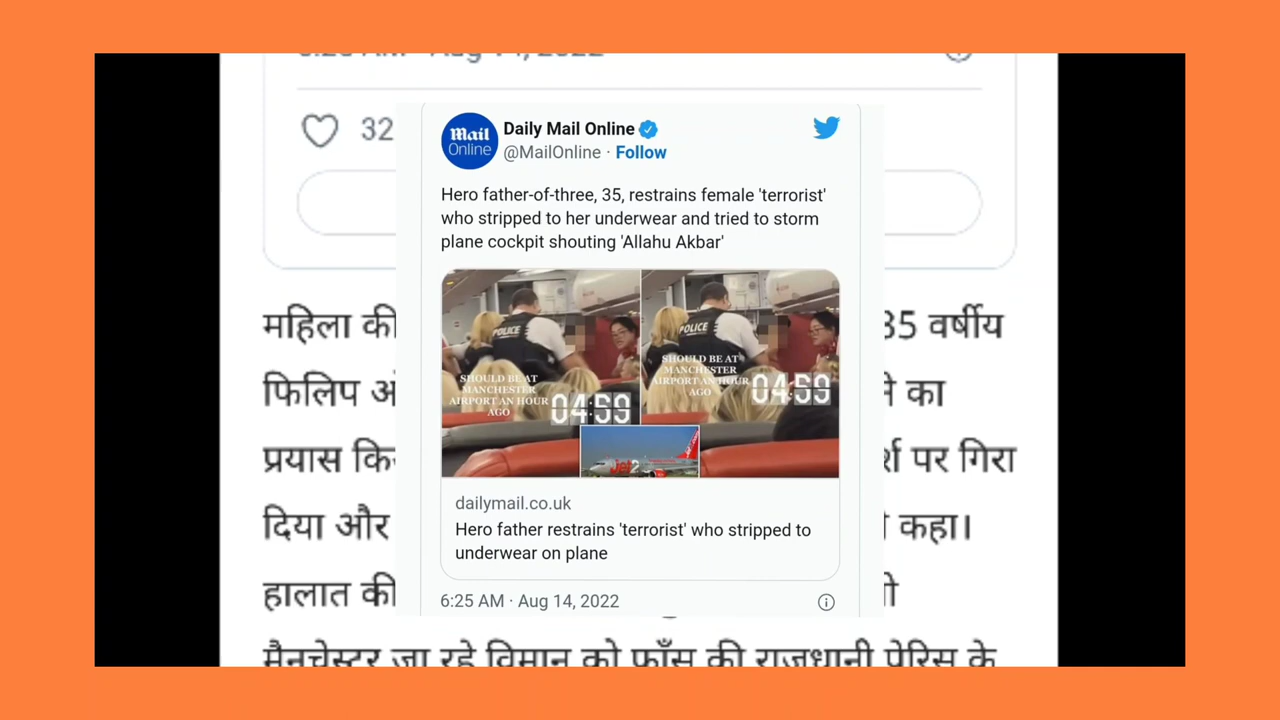 32
Mail
Online
Daily Mail Online
@MailOnline · Follow
Hero father-of-three, 35, restrains female 'terrorist'
who stripped to her underwear and tried to storm
plane cockpit shouting 'Allahu Akbar'
POLICE
SHOULD BE AT
MANCHESTER
AIRPORT AN HOUR
AGO
04:59
POLICE
SHOULD BE AT
MANCHESTER
AIRPORT AN HOUR
AGO
04:59
Jet2
dailymail.co.uk
Hero father restrains 'terrorist' who stripped to
underwear on plane
6:25 AM · Aug 14, 2022
महिला की 35 वर्षीय
फिलिप का
प्रयास पर गिरा
दिया और कहा।
हालात की
मैनचेस्टर जा रहे विमान को फ्राँस की राजधानी पेरिस के